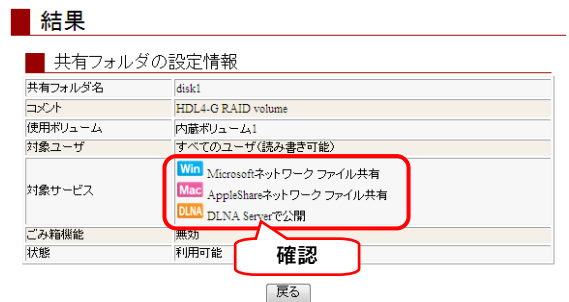 結果
共有フォルダの設定情報
共有フォルダ名 disk1
コメント HDL4-G RAID volume
使用ボリューム 内蔵ボリューム1
対象ユーザ すべてのユーザ(読み書き可能)
対象サービス
Win Microsoftネットワーク ファイル共有
Mac AppleShareネットワーク ファイル共有
DLNA DLNA Serverで公開
ごみ箱機能 無効
状態 利用可能
確認
戻る